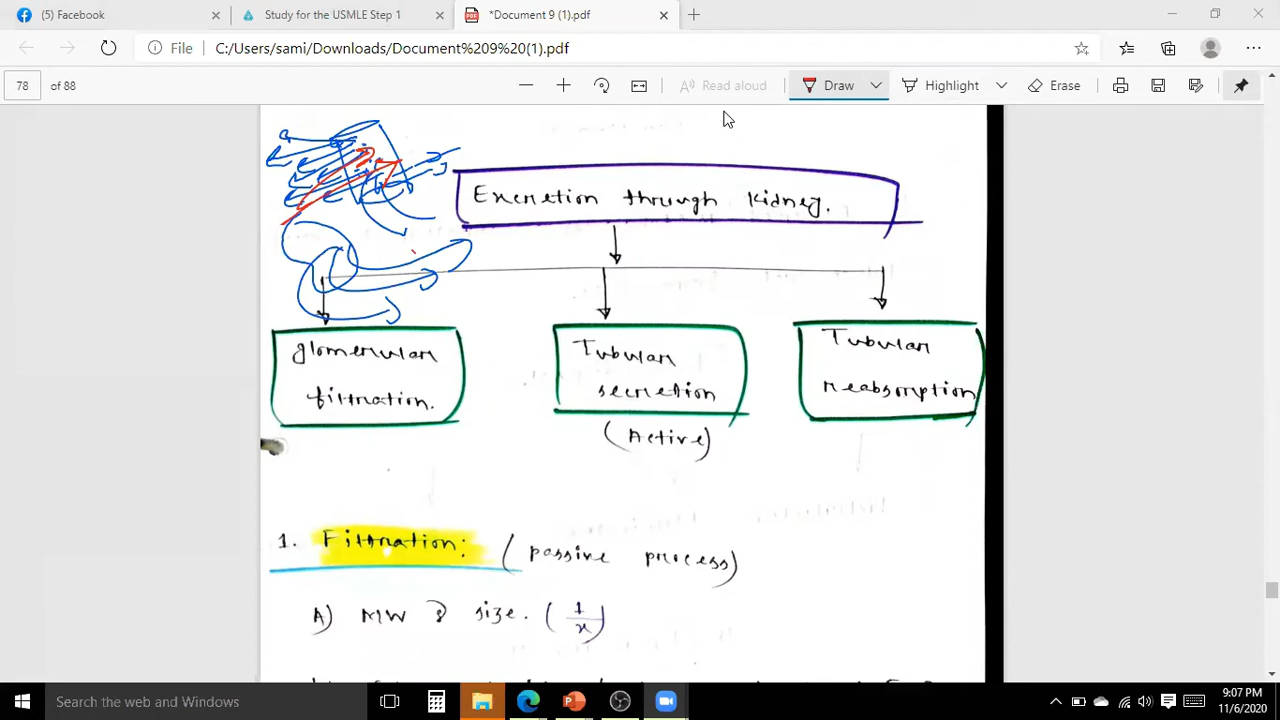 (5) Facebook
Study for the USMLE Step 1
*Document 9 (1).pdf
File
C:/Users/sami/Downloads/Document%209%20(1).pdf
78 of 88
Read aloud
Draw
Highlight
Erase
Excretion through kidney.
glomerular
filtration.
Tubular
secretion
(Active)
Tubular
reabsorption
1. Filtration: (passive process)
A) MW & size. (1/x)
Search the web and Windows
9:07 PM
11/6/2020